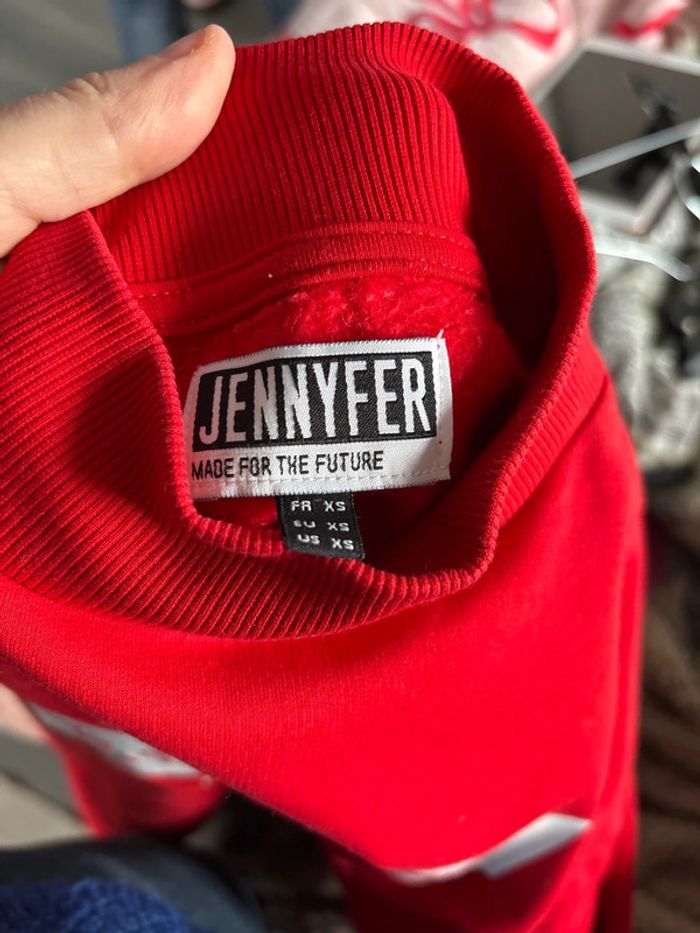 JENNYFER
MADE FOR THE FUTURE
FR XS
EU XS
US XS